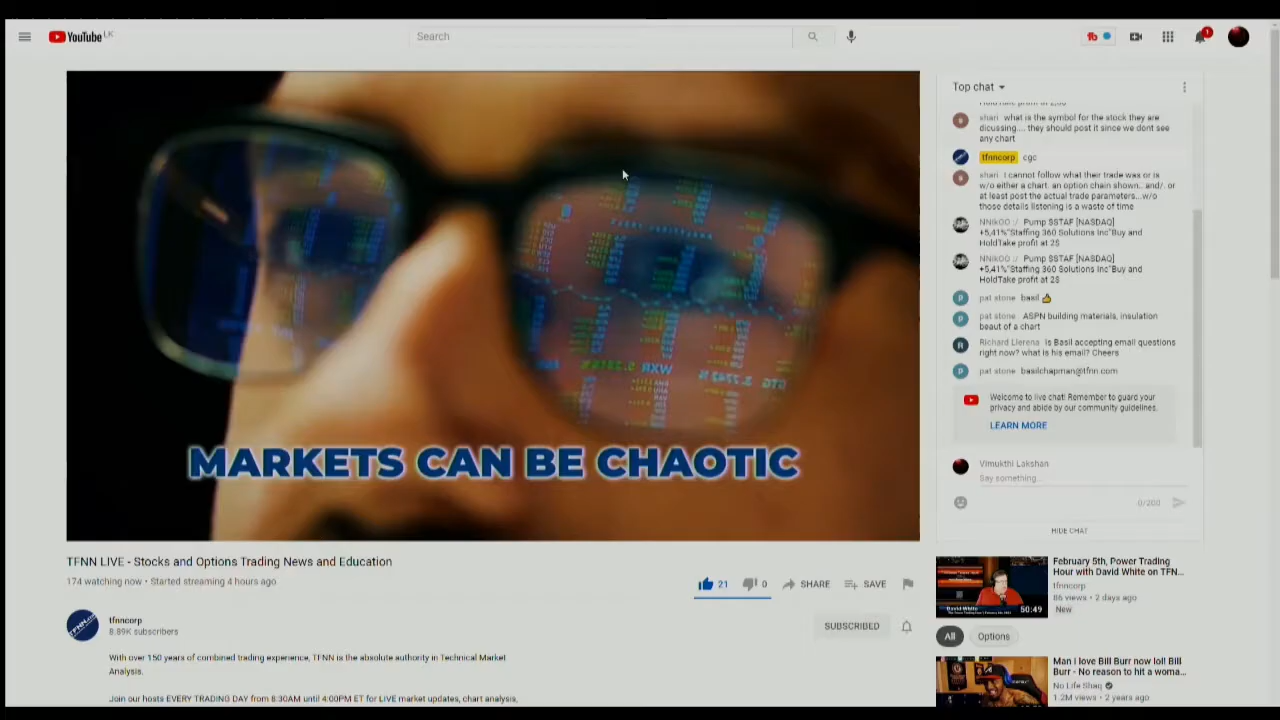 YouTube LK
Search
1
Top chat
shari what is the symbol for the stock they are
dicussing.... they should post it since we dont see
any chart
tfnncorp cgc
shari I cannot follow what their trade was or is
w/o either a chart. an option chain shown...and/. or
at least post the actual trade parameters...w/o
those details listening is a waste of time
NNIKOO :/ Pump $STAF [NASDAQ]
+5,41%"Staffing 360 Solutions Inc"Buy and
HoldTake profit at 2$
NNIKOO :/ Pump $STAF [NASDAQ]
+5,41%"Staffing 360 Solutions Inc"Buy and
HoldTake profit at 2$
pat stone basil
pat stone ASPN building materials, insulation
beaut of a chart
Richard Llerena Is Basil accepting email questions
right now? what is his email? Cheers
pat stone basilchapman@tfnn.com
Welcome to live chat! Remember to guard your
privacy and abide by our community guidelines.
LEARN MORE
Vimukthi Lakshan
Say something...
0/200
HIDE CHAT
MARKETS CAN BE CHAOTIC
TFNN LIVE - Stocks and Options Trading News and Education
174 watching now • Started streaming 4 hours ago
21 0 SHARE SAVE
tfnncorp
8.89K subscribers
SUBSCRIBED
With over 150 years of combined trading experience, TFNN is the absolute authority in Technical Market
Analysis.
Join our hosts EVERY TRADING DAY from 8:30AM until 4:00PM ET for LIVE market updates, chart analysis,
February 5th, Power Trading
Hour with David White on TFN...
tfnncorp
86 views • 2 days ago
New
David White
50:49
All Options
Man i love Bill Burr now lol! Bill
Burr - No reason to hit a woma...
No Life Shaq
1.2M views • 2 years ago